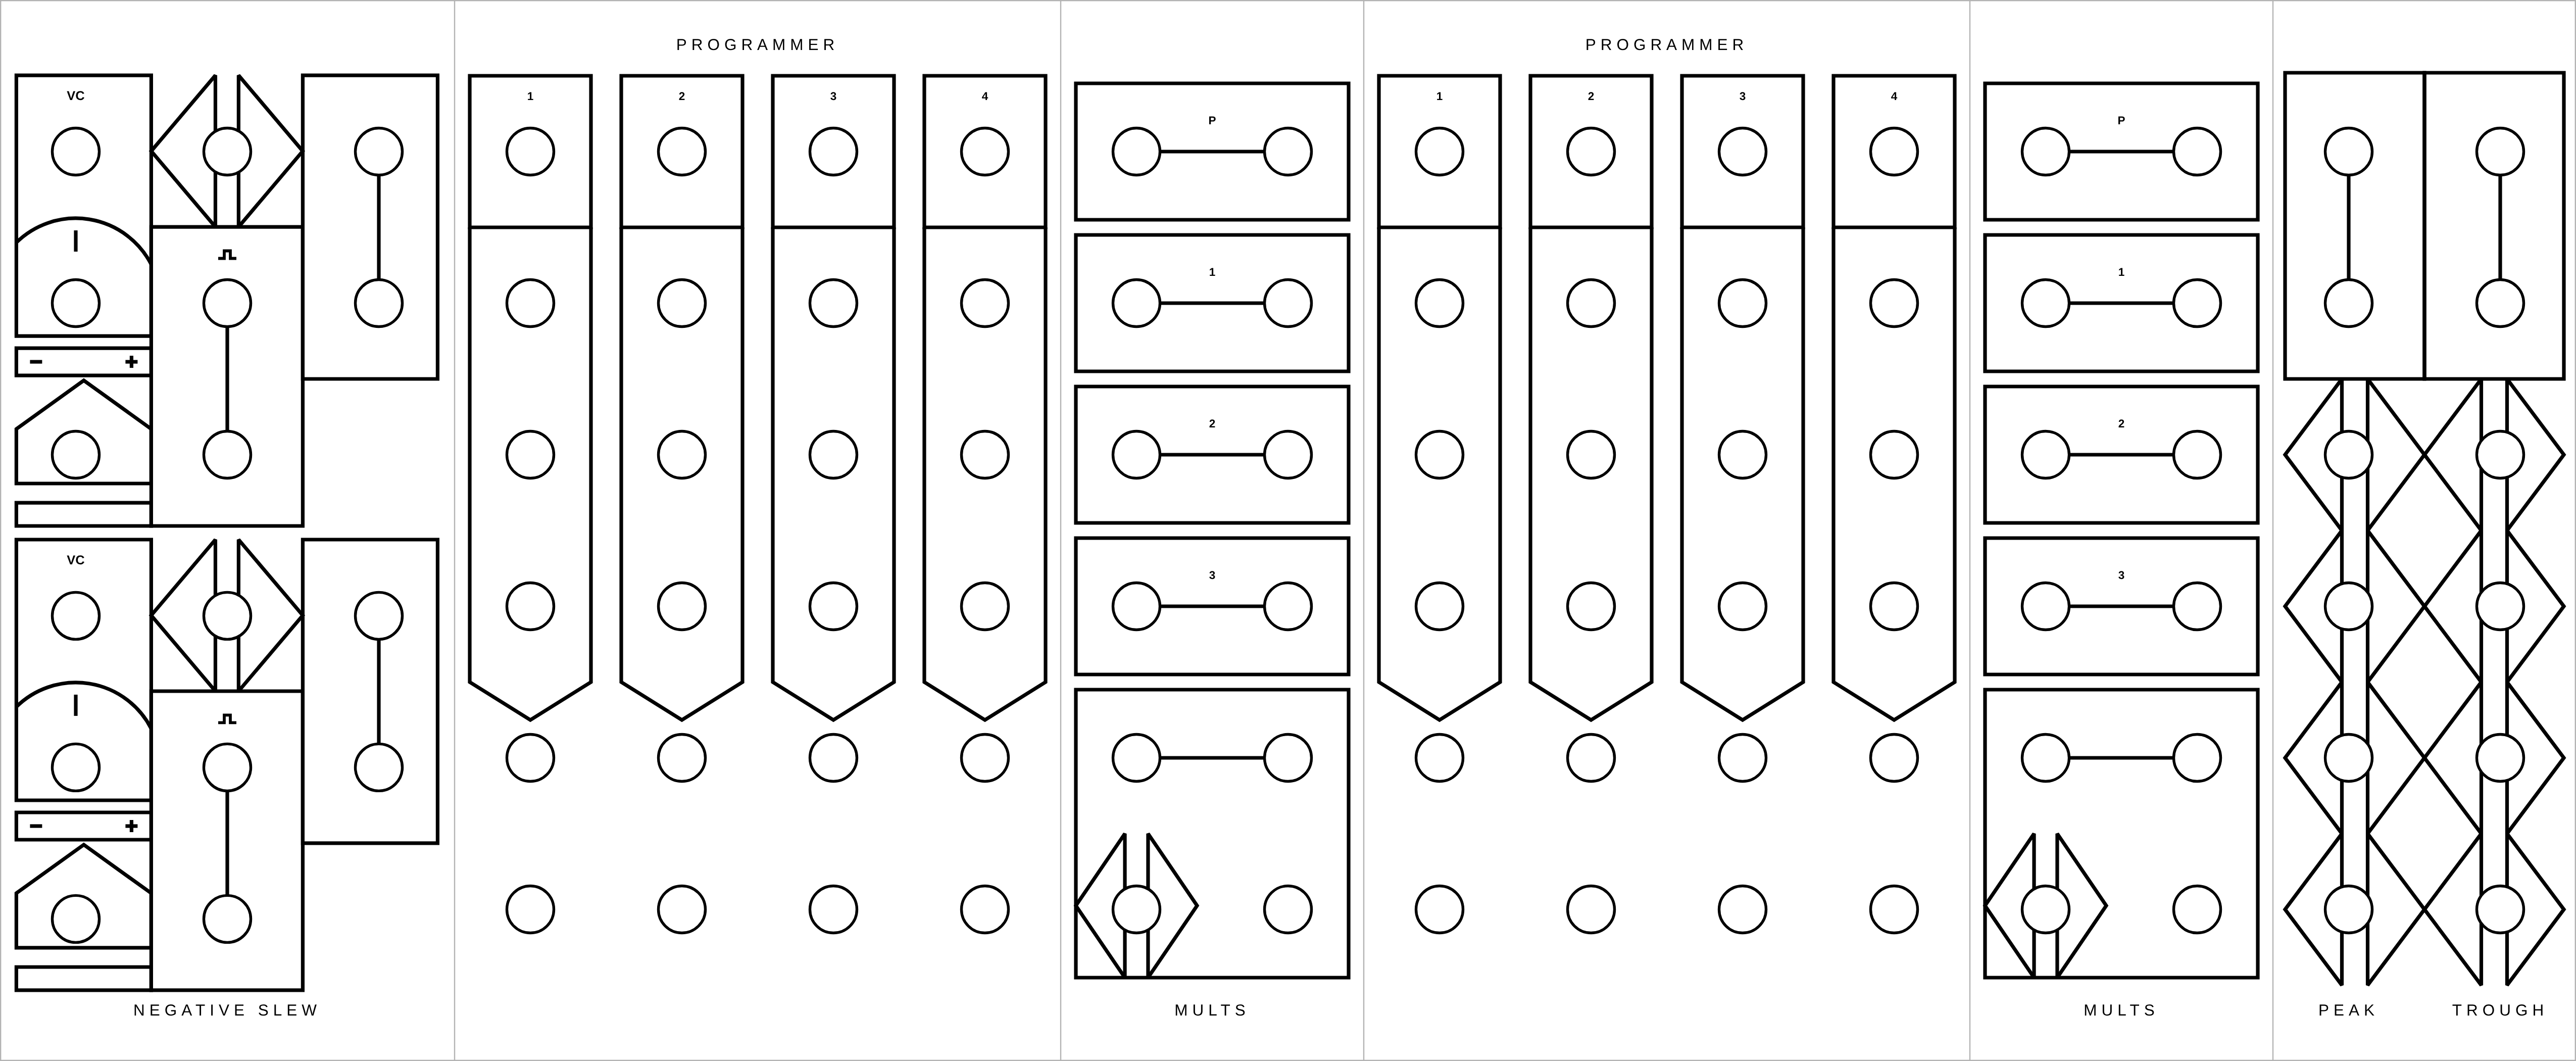 PROGRAMMER
PROGRAMMER
VC
1 2 3 4
P
1 2 3 4
P
1
1
2
2
- +
VC
3
3
- +
NEGATIVE SLEW
MULTS
MULTS
PEAK
TROUGH